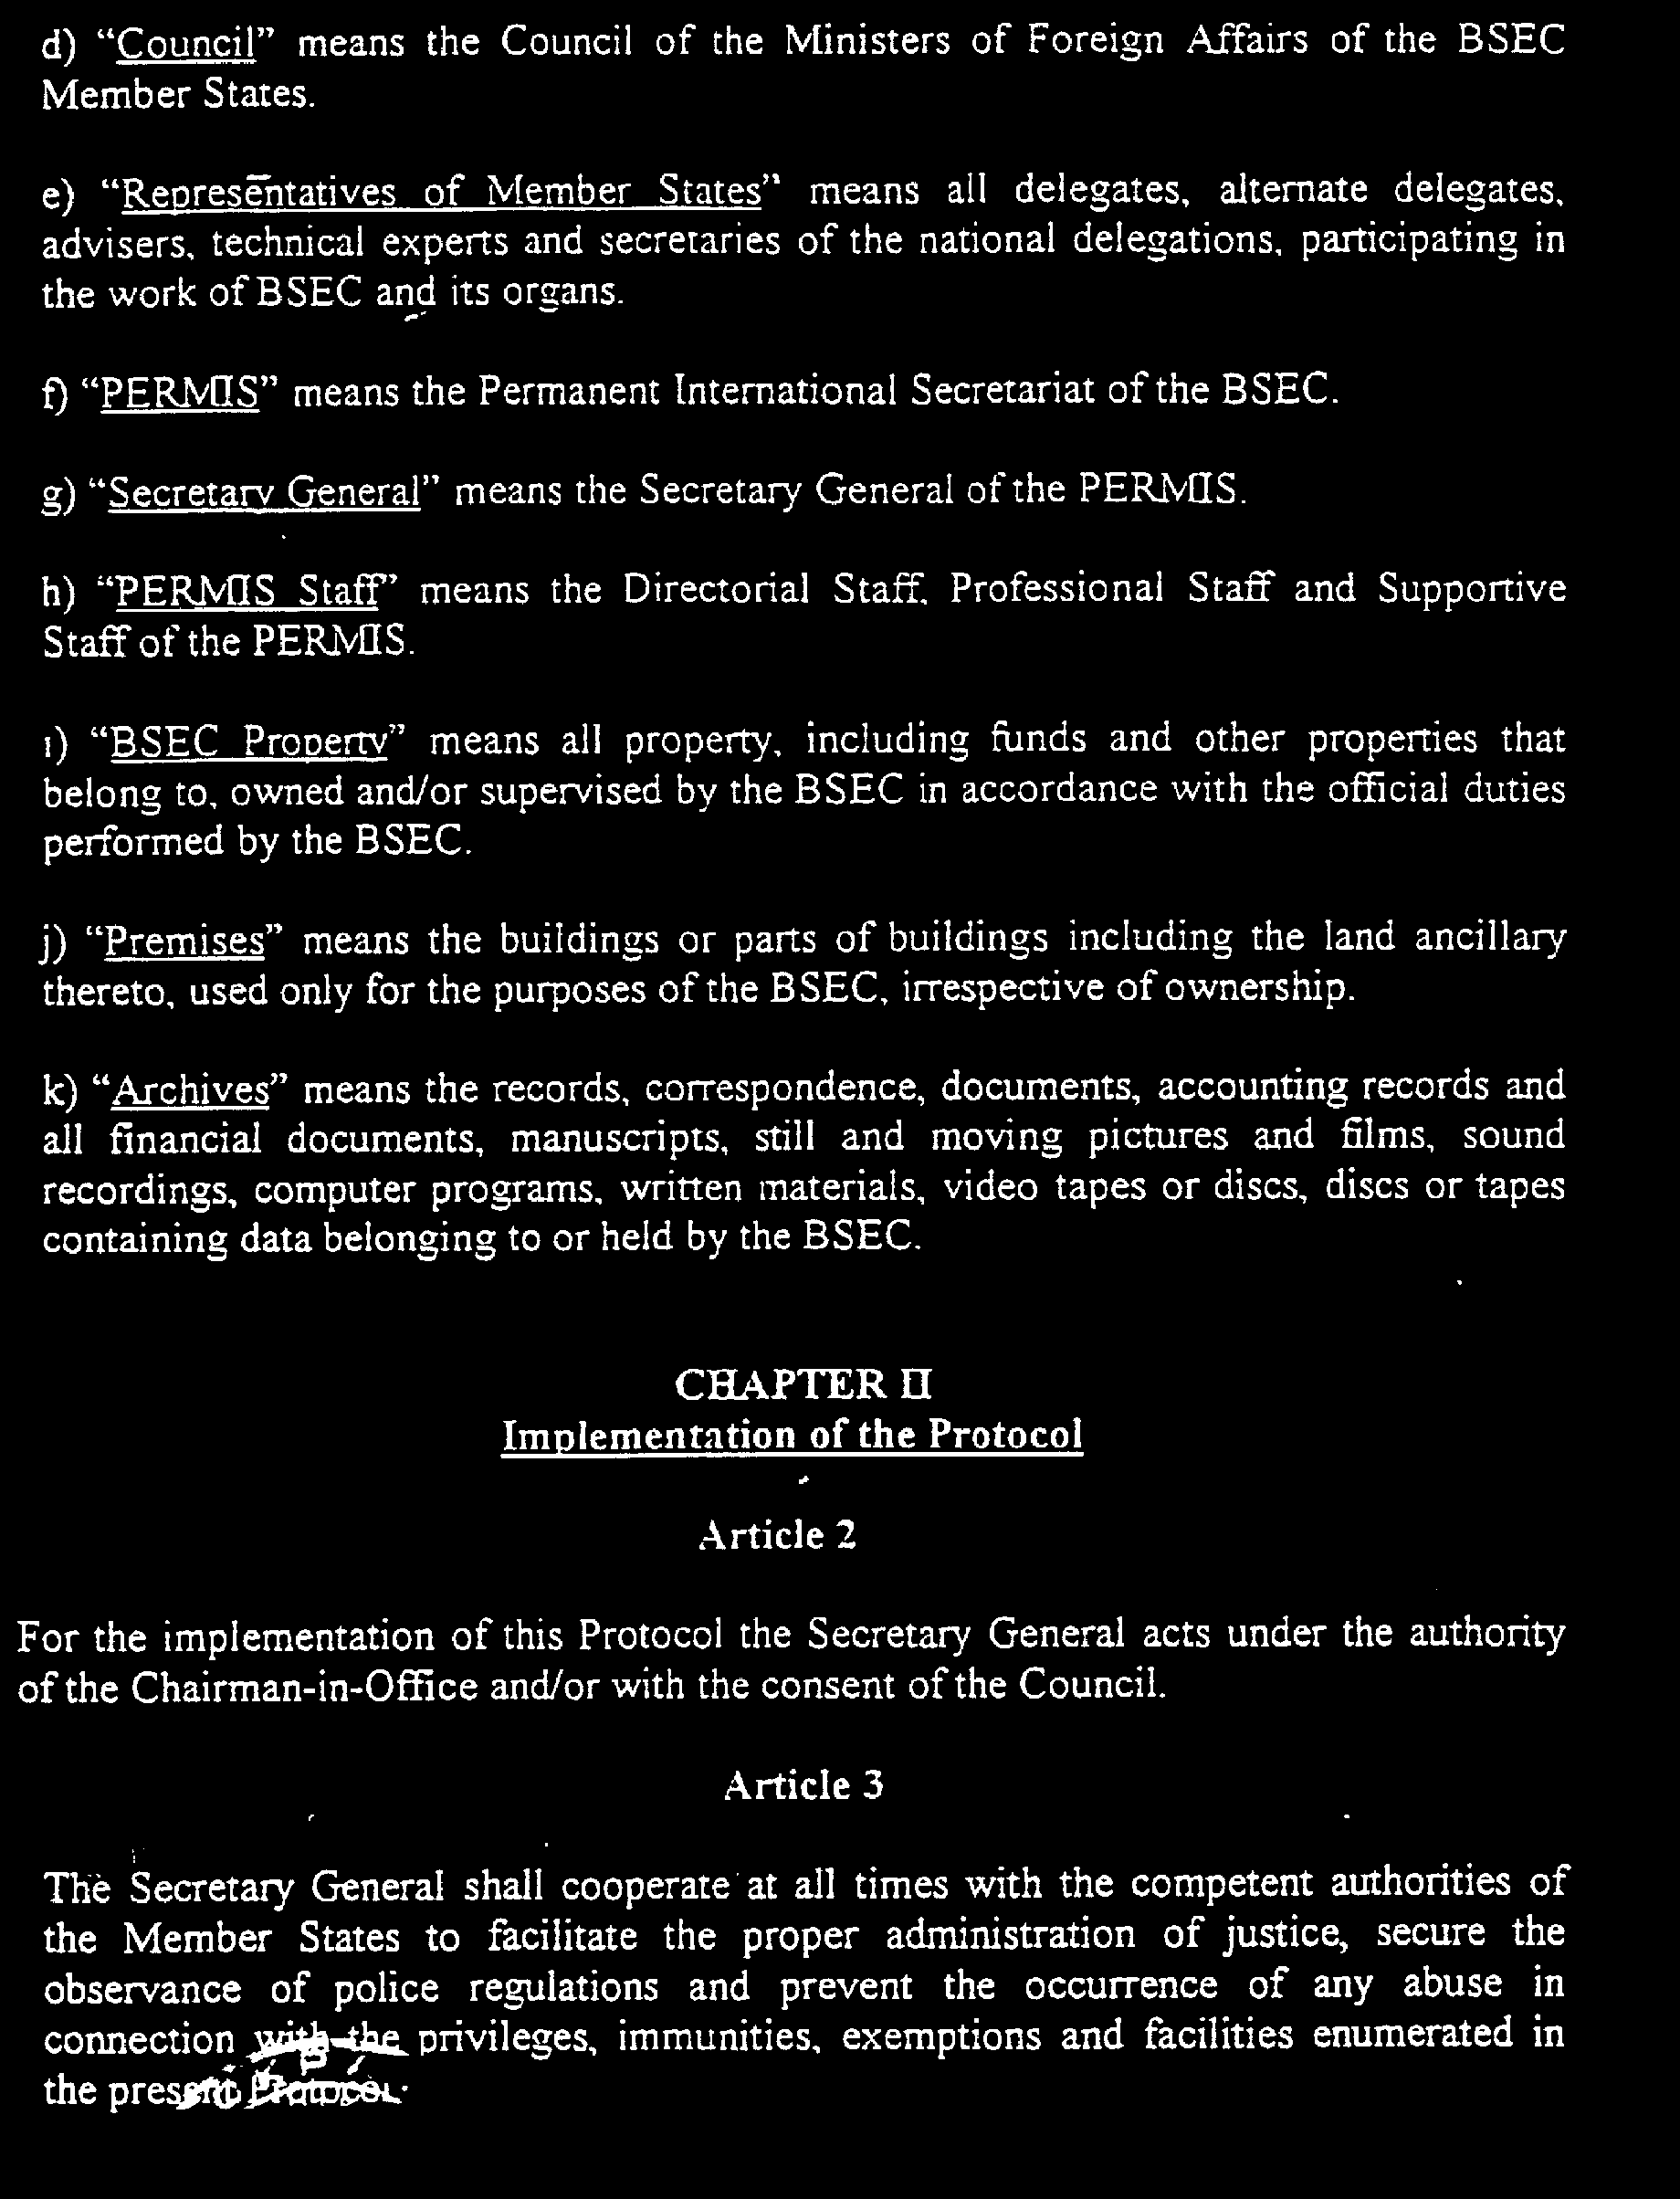 d) “Council” means the Council of the Ministers of Foreign Affairs of the BSEC
Member States.
e) “Representatives of Member States” means all delegates, alternate delegates,
advisers, technical experts and secretaries of the national delegations, participating in
the work of BSEC and its organs.
f) “PERMIS” means the Permanent International Secretariat of the BSEC.
g) “Secretary General” means the Secretary General of the PERMIS.
h) “PERMIS Staff” means the Directorial Staff, Professional Staff and Supportive
Staff of the PERMIS.
i) “BSEC Property” means all property, including funds and other properties that
belong to, owned and/or supervised by the BSEC in accordance with the official duties
performed by the BSEC.
j) “Premises” means the buildings or parts of buildings including the land ancillary
thereto, used only for the purposes of the BSEC, irrespective of ownership.
k) “Archives” means the records, correspondence, documents, accounting records and
all financial documents, manuscripts, still and moving pictures and films, sound
recordings, computer programs, written materials, video tapes or discs, discs or tapes
containing data belonging to or held by the BSEC.
CHAPTER II
Implementation of the Protocol
Article 2
For the implementation of this Protocol the Secretary General acts under the authority
of the Chairman-in-Office and/or with the consent of the Council.
Article 3
The Secretary General shall cooperate at all times with the competent authorities of
the Member States to facilitate the proper administration of justice, secure the
observance of police regulations and prevent the occurrence of any abuse in
connection with the privileges, immunities, exemptions and facilities enumerated in
the present Protocol.